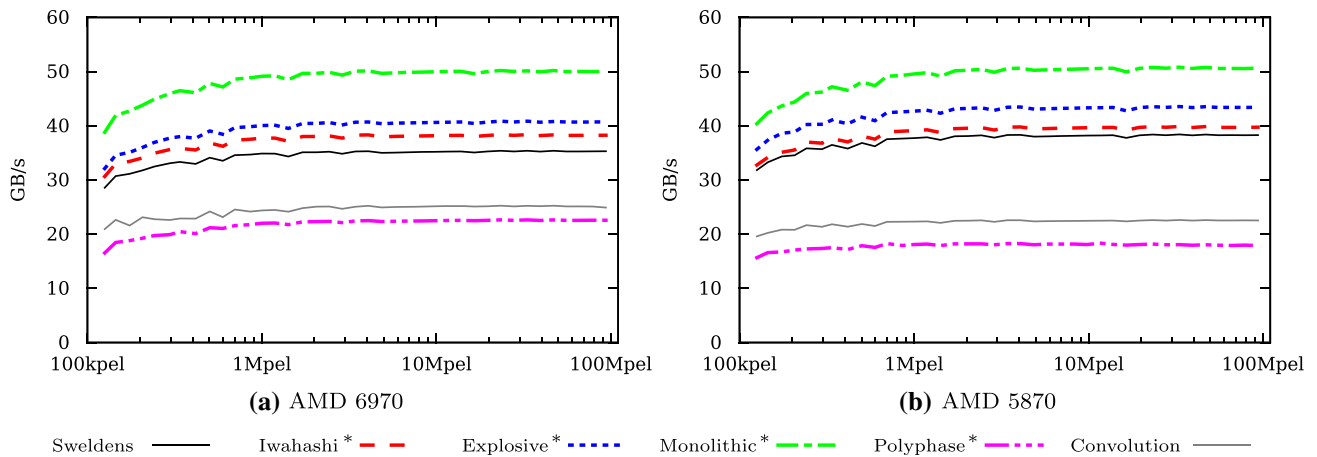 60
50
40
30
20
10
0
GB/s
100kpel 1Mpel 10Mpel 100Mpel
(a) AMD 6970
60
50
40
30
20
10
0
GB/s
100kpel 1Mpel 10Mpel 100Mpel
(b) AMD 5870
Sweldens Iwahashi* Explosive* Monolithic* Polyphase* Convolution